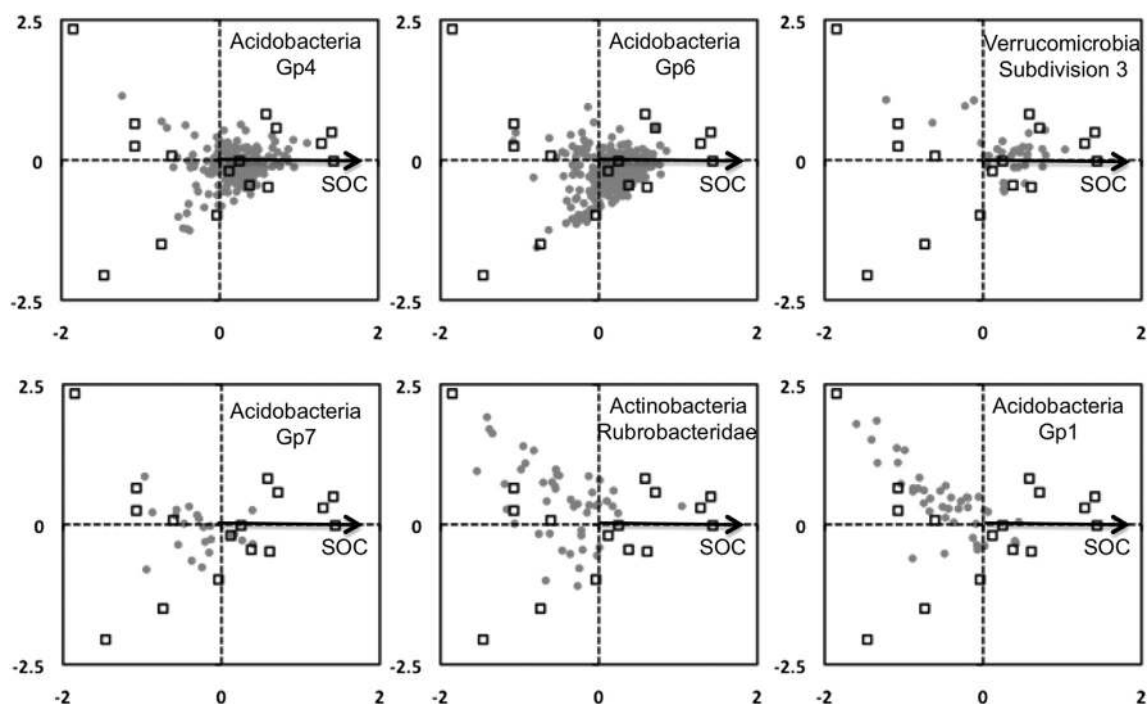 2.5
Acidobacteria
Gp4
0
SOC
-2.5
-2
0
2
2.5
Acidobacteria
Gp6
0
SOC
-2.5
-2
0
2
2.5
Verrucomicrobia
Subdivision 3
0
SOC
-2.5
-2
0
2
2.5
Acidobacteria
Gp7
0
SOC
-2.5
-2
0
2
2.5
Actinobacteria
Rubrobacteridae
0
SOC
-2.5
-2
0
2
2.5
Acidobacteria
Gp1
0
SOC
-2.5
-2
0
2